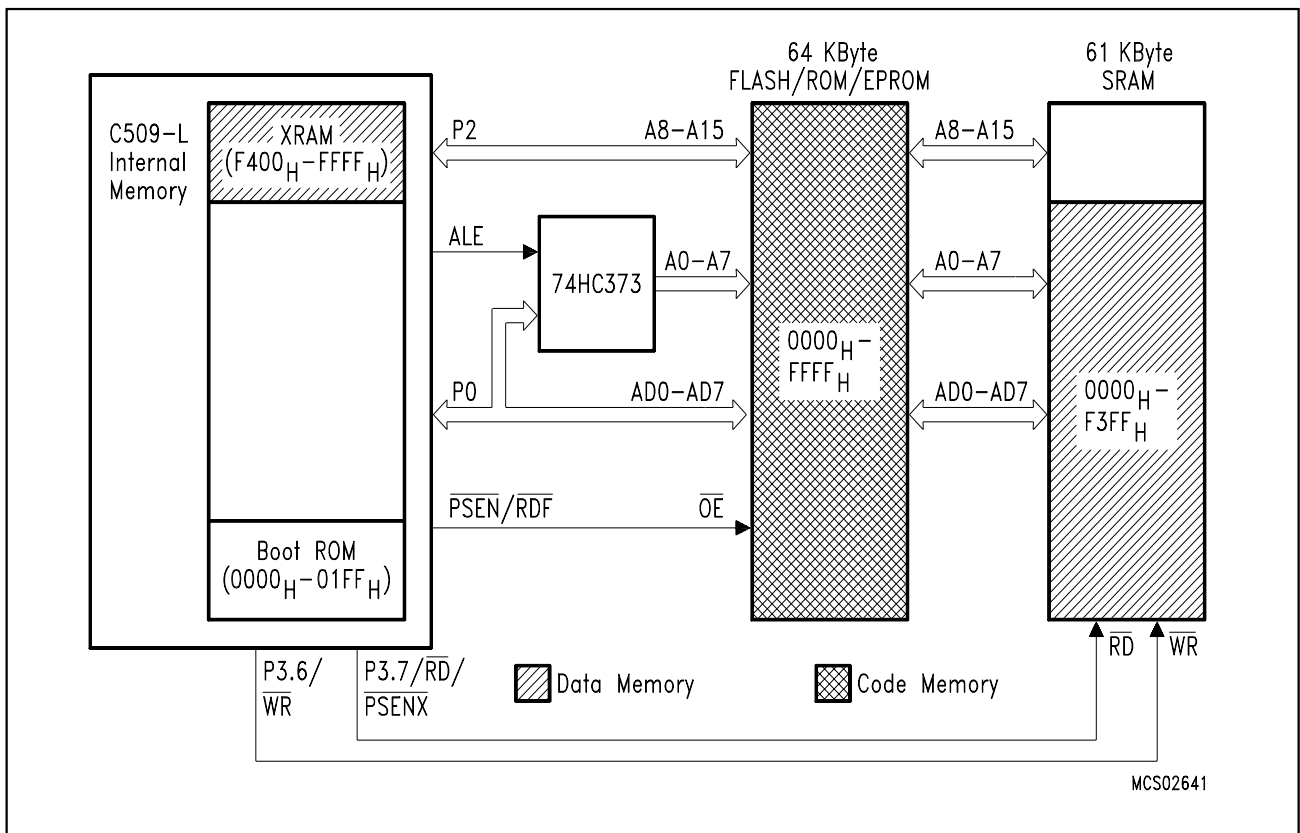 64 KByte
FLASH/ROM/EPROM
61 KByte
SRAM
C509-L
Internal
Memory
XRAM
(F400H-FFFFH)
P2
A8-A15
A8-A15
ALE
74HC373
A0-A7
A0-A7
0000H-
FFFFH
P0
AD0-AD7
AD0-AD7
0000H-
F3FFH
PSEN/RDF
OE
Boot ROM
(0000H-01FFH)
RD
WR
P3.6/
WR
P3.7/RD/
PSENX
Data Memory
Code Memory
MCS02641